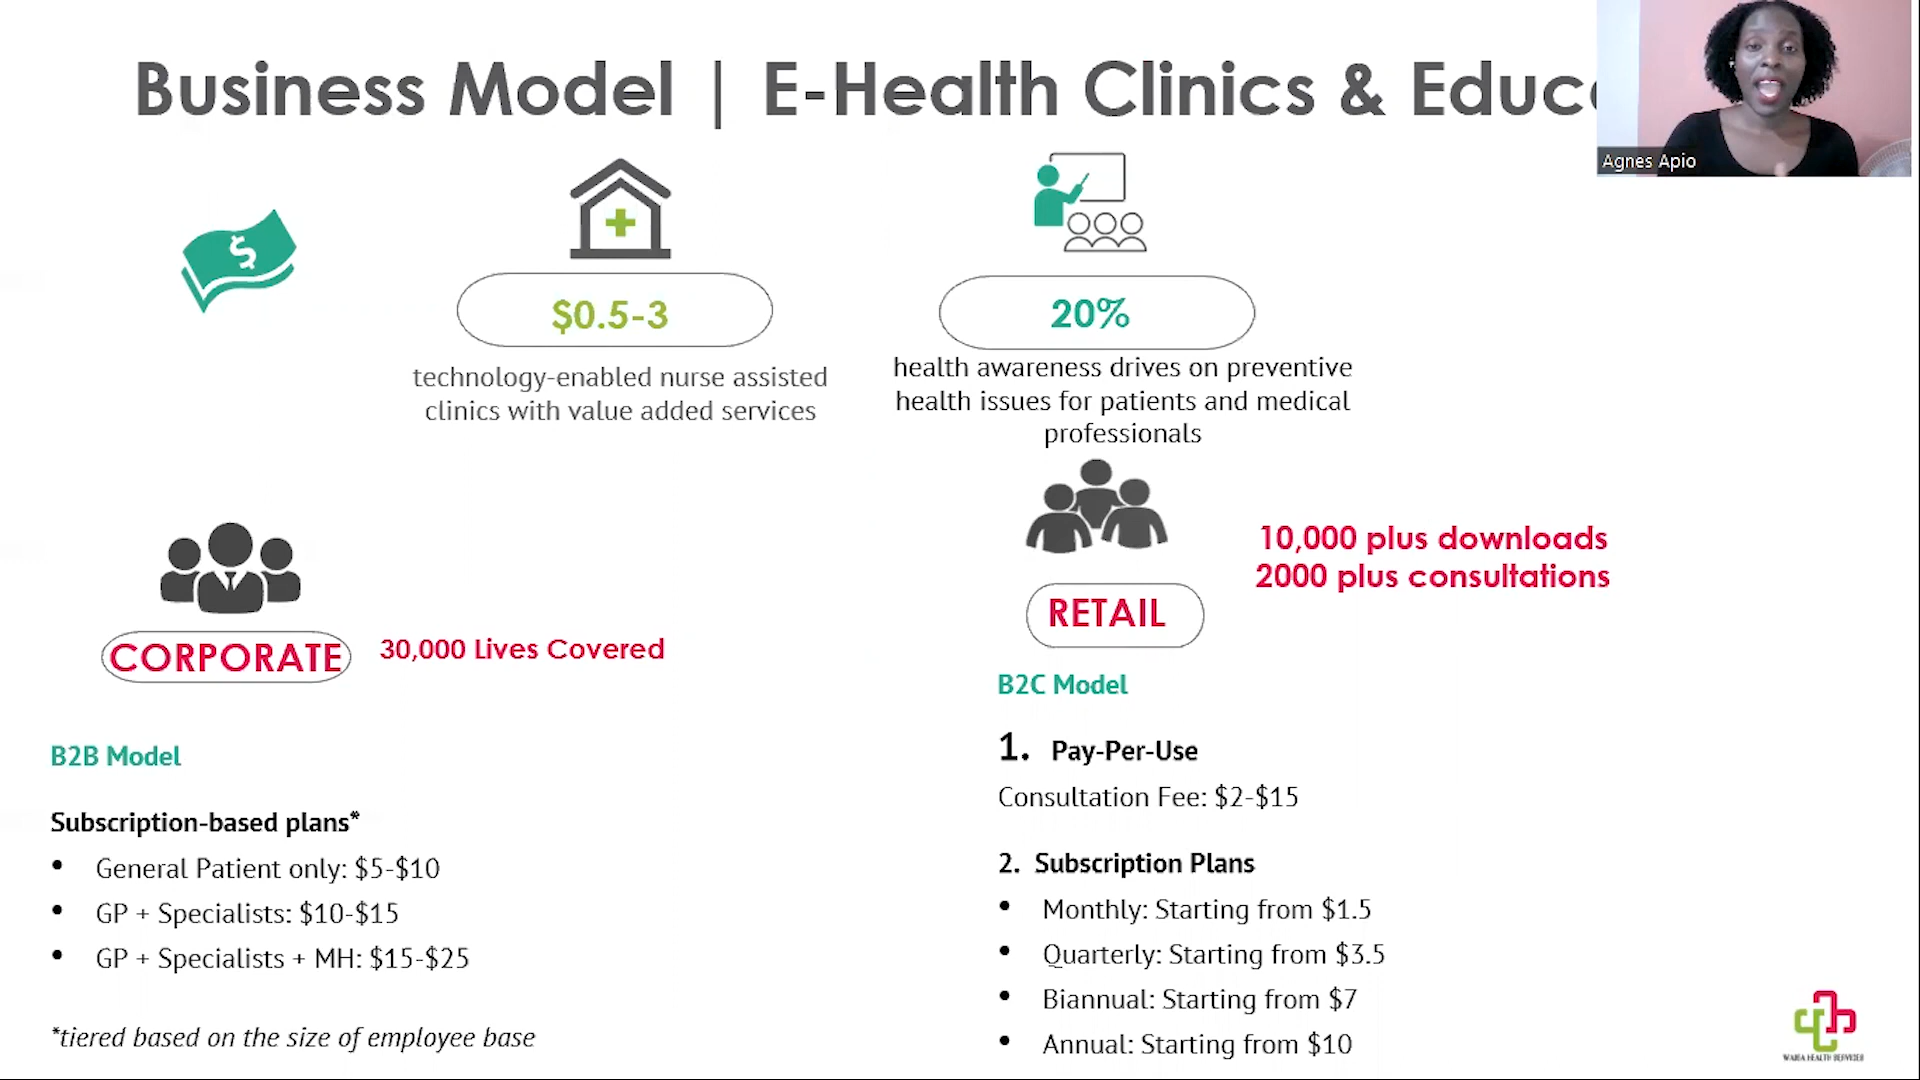 Business Model | E-Health Clinics & Educ
Agnes Apio
$
$0.5-3
technology-enabled nurse assisted
clinics with value added services
20%
health awareness drives on preventive
health issues for patients and medical
professionals
CORPORATE
30,000 Lives Covered
B2B Model
Subscription-based plans*
• General Patient only: $5-$10
• GP + Specialists: $10-$15
• GP + Specialists + MH: $15-$25
*tiered based on the size of employee base
RETAIL
10,000 plus downloads
2000 plus consultations
B2C Model
1. Pay-Per-Use
Consultation Fee: $2-$15
2. Subscription Plans
• Monthly: Starting from $1.5
• Quarterly: Starting from $3.5
• Biannual: Starting from $7
• Annual: Starting from $10
HEALTH SERVICES